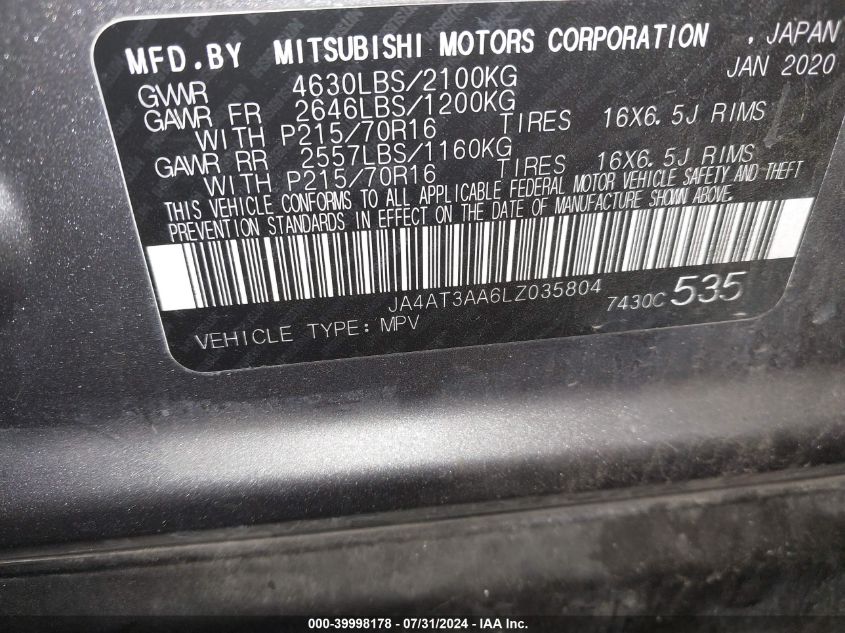 MFD.BY MITSUBISHI MOTORS CORPORATION , JAPAN
JAN 2020
GVWR 4630LBS/2100KG
GAWR FR 2646LBS/1200KG
WITH P215/70R16 TIRES 16X6.5J RIMS
GAWR RR 2557LBS/1160KG
WITH P215/70R16 TIRES 16X6.5J RIMS
THIS VEHICLE CONFORMS TO ALL APPLICABLE FEDERAL MOTOR VEHICLE SAFETY AND THEFT
PREVENTION STANDARDS IN EFFECT ON THE DATE OF MANUFACTURE SHOWN ABOVE.
JA4AT3AA6LZ035804 7430C 535
VEHICLE TYPE: MPV
000-39998178 - 07/31/2024 - IAA Inc.